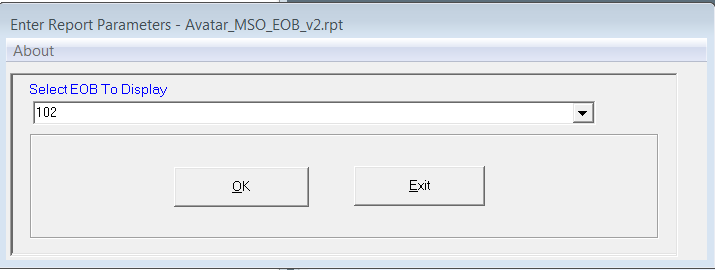 Enter Report Parameters - Avatar_MSO_EOB_v2.rpt
About
Select EOB To Display
102
OK
Exit